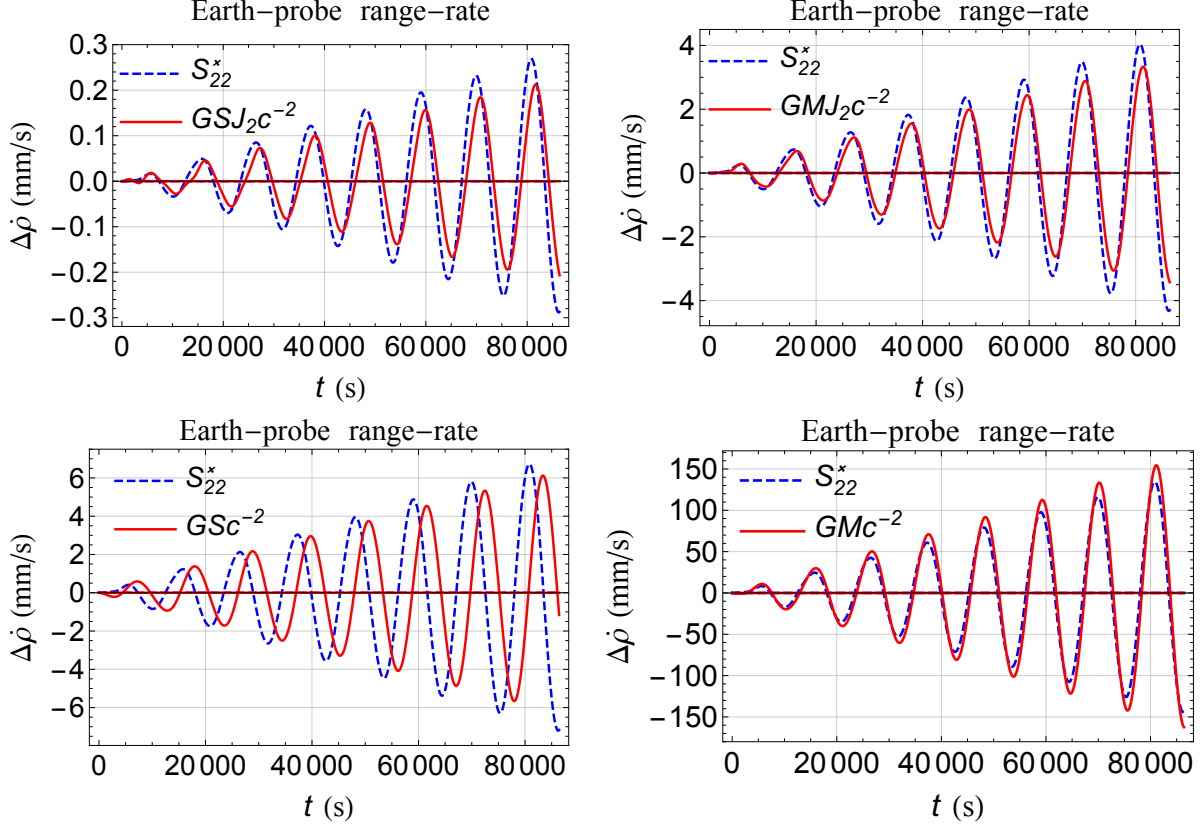 Earth−probe range−rate
0.3
0.2
0.1
0.0
−0.1
−0.2
−0.3
Δρ̇ (mm/s)
S₂₂ˣ
GSJ₂c⁻²
0 20 000 40 000 60 000 80 000
t (s)
Earth−probe range−rate
4
2
0
−2
−4
Δρ̇ (mm/s)
S₂₂ˣ
GMJ₂c⁻²
0 20 000 40 000 60 000 80 000
t (s)
Earth−probe range−rate
6
4
2
0
−2
−4
−6
Δρ̇ (mm/s)
S₂₂ˣ
GSc⁻²
0 20 000 40 000 60 000 80 000
t (s)
Earth−probe range−rate
150
100
50
0
−50
−100
−150
Δρ̇ (mm/s)
S₂₂ˣ
GMc⁻²
0 20 000 40 000 60 000 80 000
t (s)